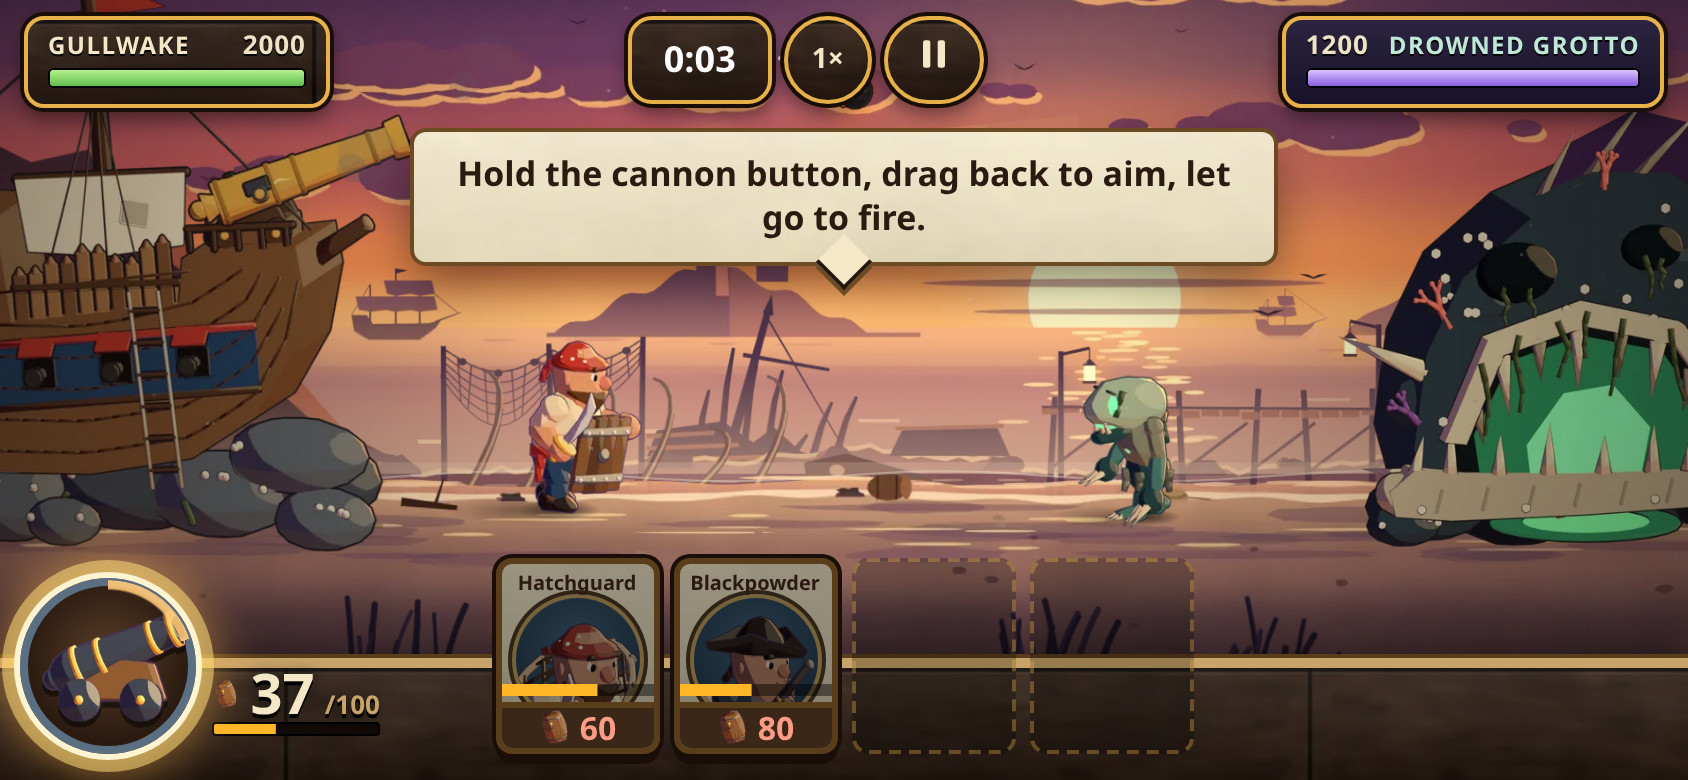 GULLWAKE 2000
0:03
1×
1200 DROWNED GROTTO
Hold the cannon button, drag back to aim, let
go to fire.
37 /100
Hatchguard
60
Blackpowder
80